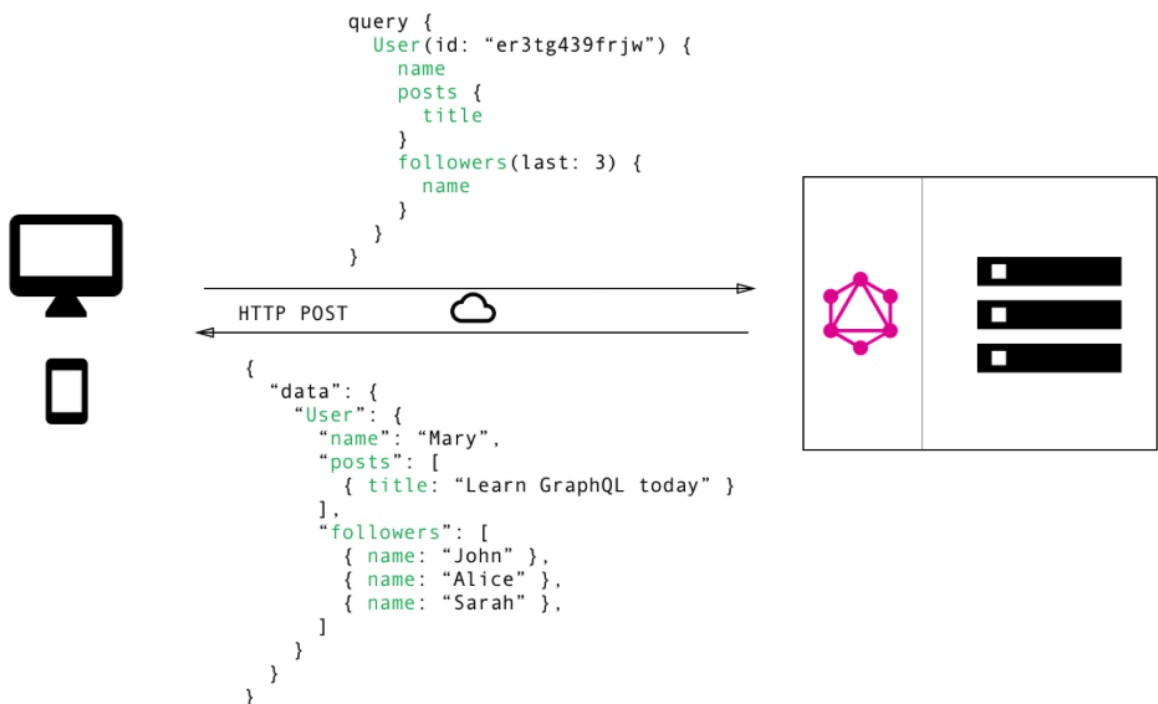 query {
User(id: “er3tg439frjw”) {
name
posts {
title
}
followers(last: 3) {
name
}
}
}
HTTP POST
{
“data”: {
“User”: {
“name”: “Mary”,
“posts”: [
{ title: “Learn GraphQL today” }
],
“followers”: [
{ name: “John” },
{ name: “Alice” },
{ name: “Sarah” },
]
}
}
}